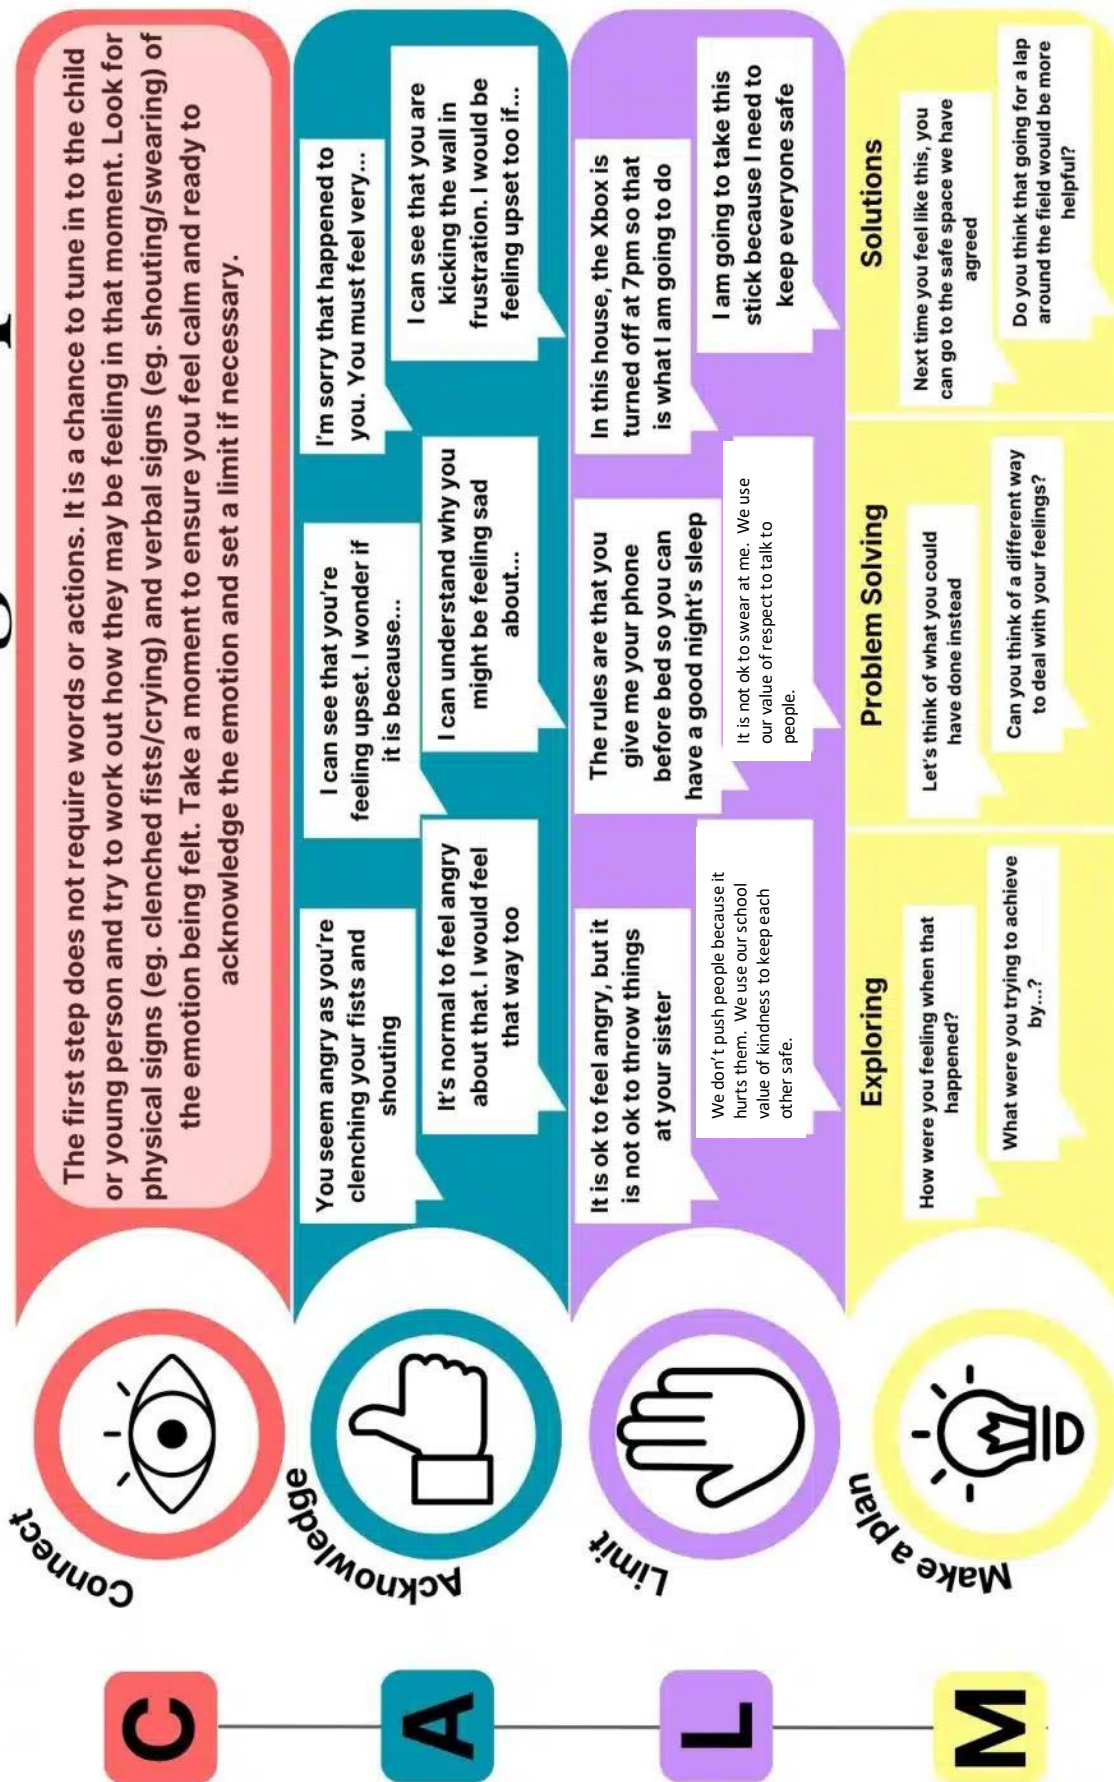 C
Connect
The first step does not require words or actions. It is a chance to tune in to the child
or young person and try to work out how they may be feeling in that moment. Look for
physical signs (eg. clenched fists/crying) and verbal signs (eg. shouting/swearing) of
the emotion being felt. Take a moment to ensure you feel calm and ready to
acknowledge the emotion and set a limit if necessary.
A
Acknowledge
You seem angry as you're
clenching your fists and
shouting
It's normal to feel angry
about that. I would feel
that way too
I can see that you're
feeling upset. I wonder if
it is because...
I can understand why you
might be feeling sad
about...
I'm sorry that happened to
you. You must feel very...
I can see that you are
kicking the wall in
frustration. I would be
feeling upset too if...
L
Limit
It is ok to feel angry, but it
is not ok to throw things
at your sister
We don't push people because it
hurts them. We use our school
value of kindness to keep each
other safe.
The rules are that you
give me your phone
before bed so you can
have a good night's sleep
It is not ok to swear at me. We use
our value of respect to talk to
people.
In this house, the Xbox is
turned off at 7pm so that
is what I am going to do
I am going to take this
stick because I need to
keep everyone safe
M
Make a plan
Exploring
How were you feeling when that
happened?
What were you trying to achieve
by...?
Problem Solving
Let's think of what you could
have done instead
Can you think of a different way
to deal with your feelings?
Solutions
Next time you feel like this, you
can go to the safe space we have
agreed
Do you think that going for a lap
around the field would be more
helpful?